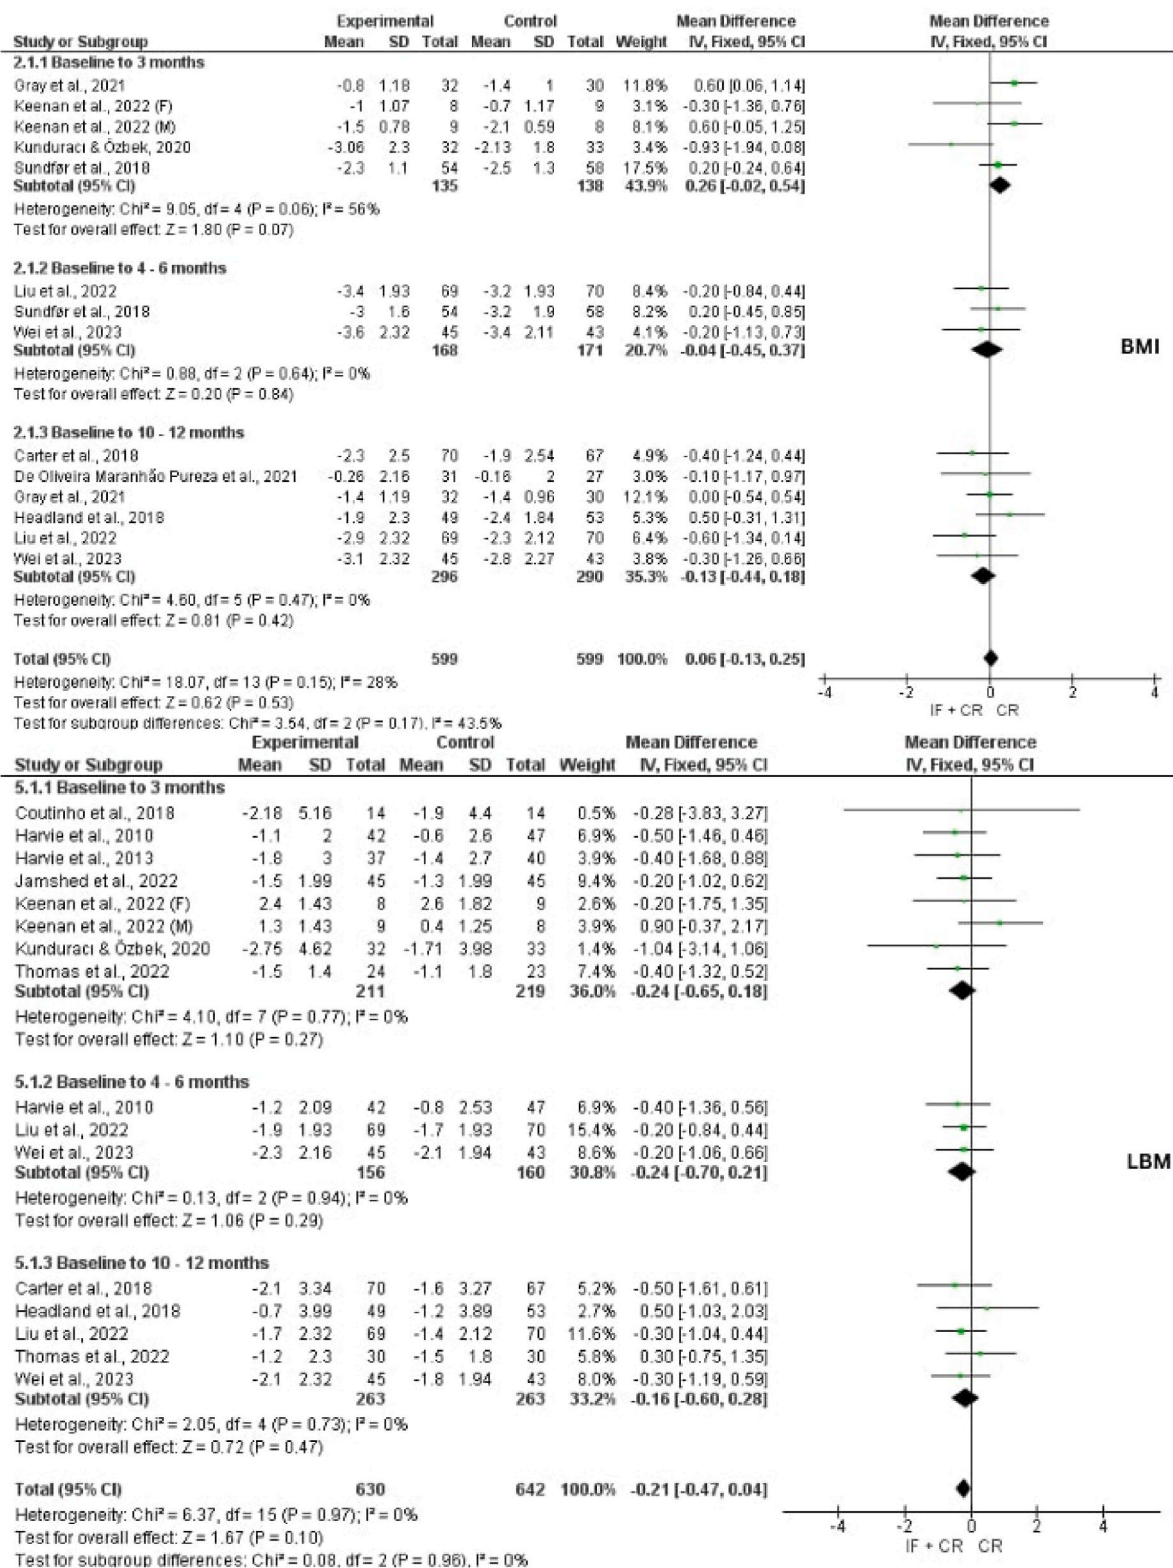 Experimental Control Mean Difference Mean Difference
Study or Subgroup Mean SD Total Mean SD Total Weight IV, Fixed, 95% CI IV, Fixed, 95% CI
2.1.1 Baseline to 3 months
Gray et al., 2021 -0.8 1.18 32 -1.4 1 30 11.8% 0.60 [0.06, 1.14]
Keenan et al., 2022 (F) -1 1.07 8 -0.7 1.17 9 3.1% -0.30 [-1.36, 0.76]
Keenan et al., 2022 (M) -1.5 0.78 9 -2.1 0.59 8 8.1% 0.60 [-0.05, 1.25]
Kunduraci & Özbek, 2020 -3.06 2.3 32 -2.13 1.8 33 3.4% -0.93 [-1.94, 0.08]
Sundfør et al., 2018 -2.3 1.1 54 -2.5 1.3 58 17.5% 0.20 [-0.24, 0.64]
Subtotal (95% CI) 135 138 43.9% 0.26 [-0.02, 0.54]
Heterogeneity: Chi² = 9.05, df = 4 (P = 0.06); I² = 56%
Test for overall effect: Z = 1.80 (P = 0.07)
2.1.2 Baseline to 4 - 6 months
Liu et al., 2022 -3.4 1.93 69 -3.2 1.93 70 8.4% -0.20 [-0.84, 0.44]
Sundfør et al., 2018 -3 1.6 54 -3.2 1.9 58 8.2% 0.20 [-0.45, 0.85]
Wei et al., 2023 -3.6 2.32 45 -3.4 2.11 43 4.1% -0.20 [-1.13, 0.73]
Subtotal (95% CI) 168 171 20.7% -0.04 [-0.45, 0.37]
BMI
Heterogeneity: Chi² = 0.88, df = 2 (P = 0.64); I² = 0%
Test for overall effect: Z = 0.20 (P = 0.84)
2.1.3 Baseline to 10 - 12 months
Carter et al., 2018 -2.3 2.5 70 -1.9 2.54 67 4.9% -0.40 [-1.24, 0.44]
De Oliveira Maranhão Pureza et al., 2021 -0.26 2.16 31 -0.16 2 27 3.0% -0.10 [-1.17, 0.97]
Gray et al., 2021 -1.4 1.19 32 -1.4 0.96 30 12.1% 0.00 [-0.54, 0.54]
Headland et al., 2018 -1.9 2.3 49 -2.4 1.84 53 5.3% 0.50 [-0.31, 1.31]
Liu et al., 2022 -2.9 2.32 69 -2.3 2.12 70 6.4% -0.60 [-1.34, 0.14]
Wei et al., 2023 -3.1 2.32 45 -2.8 2.27 43 3.8% -0.30 [-1.26, 0.66]
Subtotal (95% CI) 296 290 35.3% -0.13 [-0.44, 0.18]
Heterogeneity: Chi² = 4.60, df = 5 (P = 0.47); I² = 0%
Test for overall effect: Z = 0.81 (P = 0.42)
Total (95% CI) 599 599 100.0% 0.06 [-0.13, 0.25]
Heterogeneity: Chi² = 18.07, df = 13 (P = 0.15); I² = 28%
Test for overall effect: Z = 0.62 (P = 0.53)
Test for subgroup differences: Chi² = 3.54, df = 2 (P = 0.17), I² = 43.5%
-4 -2 0 2 4
IF + CR CR
Experimental Control Mean Difference Mean Difference
Study or Subgroup Mean SD Total Mean SD Total Weight IV, Fixed, 95% CI IV, Fixed, 95% CI
5.1.1 Baseline to 3 months
Coutinho et al., 2018 -2.18 5.16 14 -1.9 4.4 14 0.5% -0.28 [-3.83, 3.27]
Harvie et al., 2010 -1.1 2 42 -0.6 2.6 47 6.9% -0.50 [-1.46, 0.46]
Harvie et al., 2013 -1.8 3 37 -1.4 2.7 40 3.9% -0.40 [-1.68, 0.88]
Jamshed et al., 2022 -1.5 1.99 45 -1.3 1.99 45 9.4% -0.20 [-1.02, 0.62]
Keenan et al., 2022 (F) 2.4 1.43 8 2.6 1.82 9 2.6% -0.20 [-1.75, 1.35]
Keenan et al., 2022 (M) 1.3 1.43 9 0.4 1.25 8 3.9% 0.90 [-0.37, 2.17]
Kunduracı & Özbek, 2020 -2.75 4.62 32 -1.71 3.98 33 1.4% -1.04 [-3.14, 1.06]
Thomas et al., 2022 -1.5 1.4 24 -1.1 1.8 23 7.4% -0.40 [-1.32, 0.52]
Subtotal (95% CI) 211 219 36.0% -0.24 [-0.65, 0.18]
Heterogeneity: Chi² = 4.10, df = 7 (P = 0.77); I² = 0%
Test for overall effect: Z = 1.10 (P = 0.27)
5.1.2 Baseline to 4 - 6 months
Harvie et al., 2010 -1.2 2.09 42 -0.8 2.53 47 6.9% -0.40 [-1.36, 0.56]
Liu et al., 2022 -1.9 1.93 69 -1.7 1.93 70 15.4% -0.20 [-0.84, 0.44]
Wei et al., 2023 -2.3 2.16 45 -2.1 1.94 43 8.6% -0.20 [-1.06, 0.66]
Subtotal (95% CI) 156 160 30.8% -0.24 [-0.70, 0.21]
LBM
Heterogeneity: Chi² = 0.13, df = 2 (P = 0.94); I² = 0%
Test for overall effect: Z = 1.06 (P = 0.29)
5.1.3 Baseline to 10 - 12 months
Carter et al., 2018 -2.1 3.34 70 -1.6 3.27 67 5.2% -0.50 [-1.61, 0.61]
Headland et al., 2018 -0.7 3.99 49 -1.2 3.89 53 2.7% 0.50 [-1.03, 2.03]
Liu et al., 2022 -1.7 2.32 69 -1.4 2.12 70 11.6% -0.30 [-1.04, 0.44]
Thomas et al., 2022 -1.2 2.3 30 -1.5 1.8 30 5.8% 0.30 [-0.75, 1.35]
Wei et al., 2023 -2.1 2.32 45 -1.8 1.94 43 8.0% -0.30 [-1.19, 0.59]
Subtotal (95% CI) 263 263 33.2% -0.16 [-0.60, 0.28]
Heterogeneity: Chi² = 2.05, df = 4 (P = 0.73); I² = 0%
Test for overall effect: Z = 0.72 (P = 0.47)
Total (95% CI) 630 642 100.0% -0.21 [-0.47, 0.04]
Heterogeneity: Chi² = 6.37, df = 15 (P = 0.97); I² = 0%
Test for overall effect: Z = 1.67 (P = 0.10)
Test for subgroup differences: Chi² = 0.08, df = 2 (P = 0.96), I² = 0%
-4 -2 0 2 4
IF + CR CR